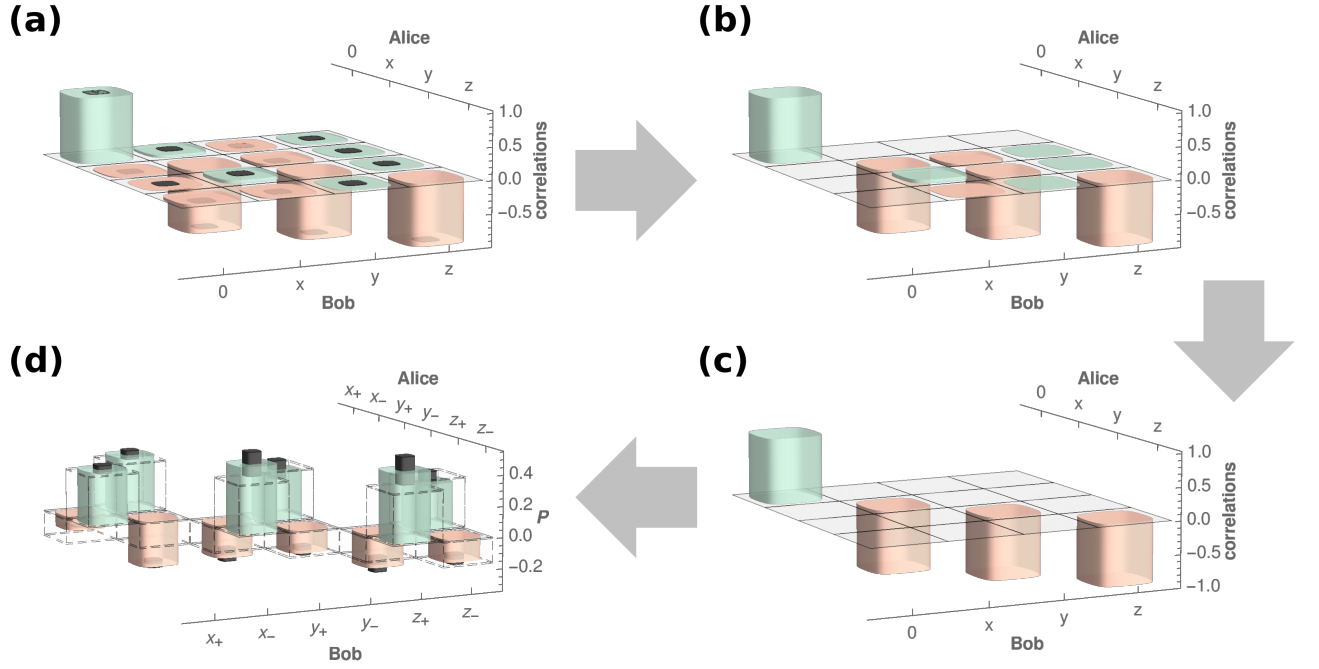 (a)
Alice
0
x
y
z
1.0
0.5
0.0
−0.5
correlations
0
x
y
z
Bob
(b)
Alice
0
x
y
z
1.0
0.5
0.0
−0.5
correlations
0
x
y
z
Bob
(d)
Alice
x+
x−
y+
y−
z+
z−
0.4
0.2
0.0
−0.2
P
x+
x−
y+
y−
z+
z−
Bob
(c)
Alice
0
x
y
z
1.0
0.5
0.0
−0.5
−1.0
correlations
0
x
y
z
Bob